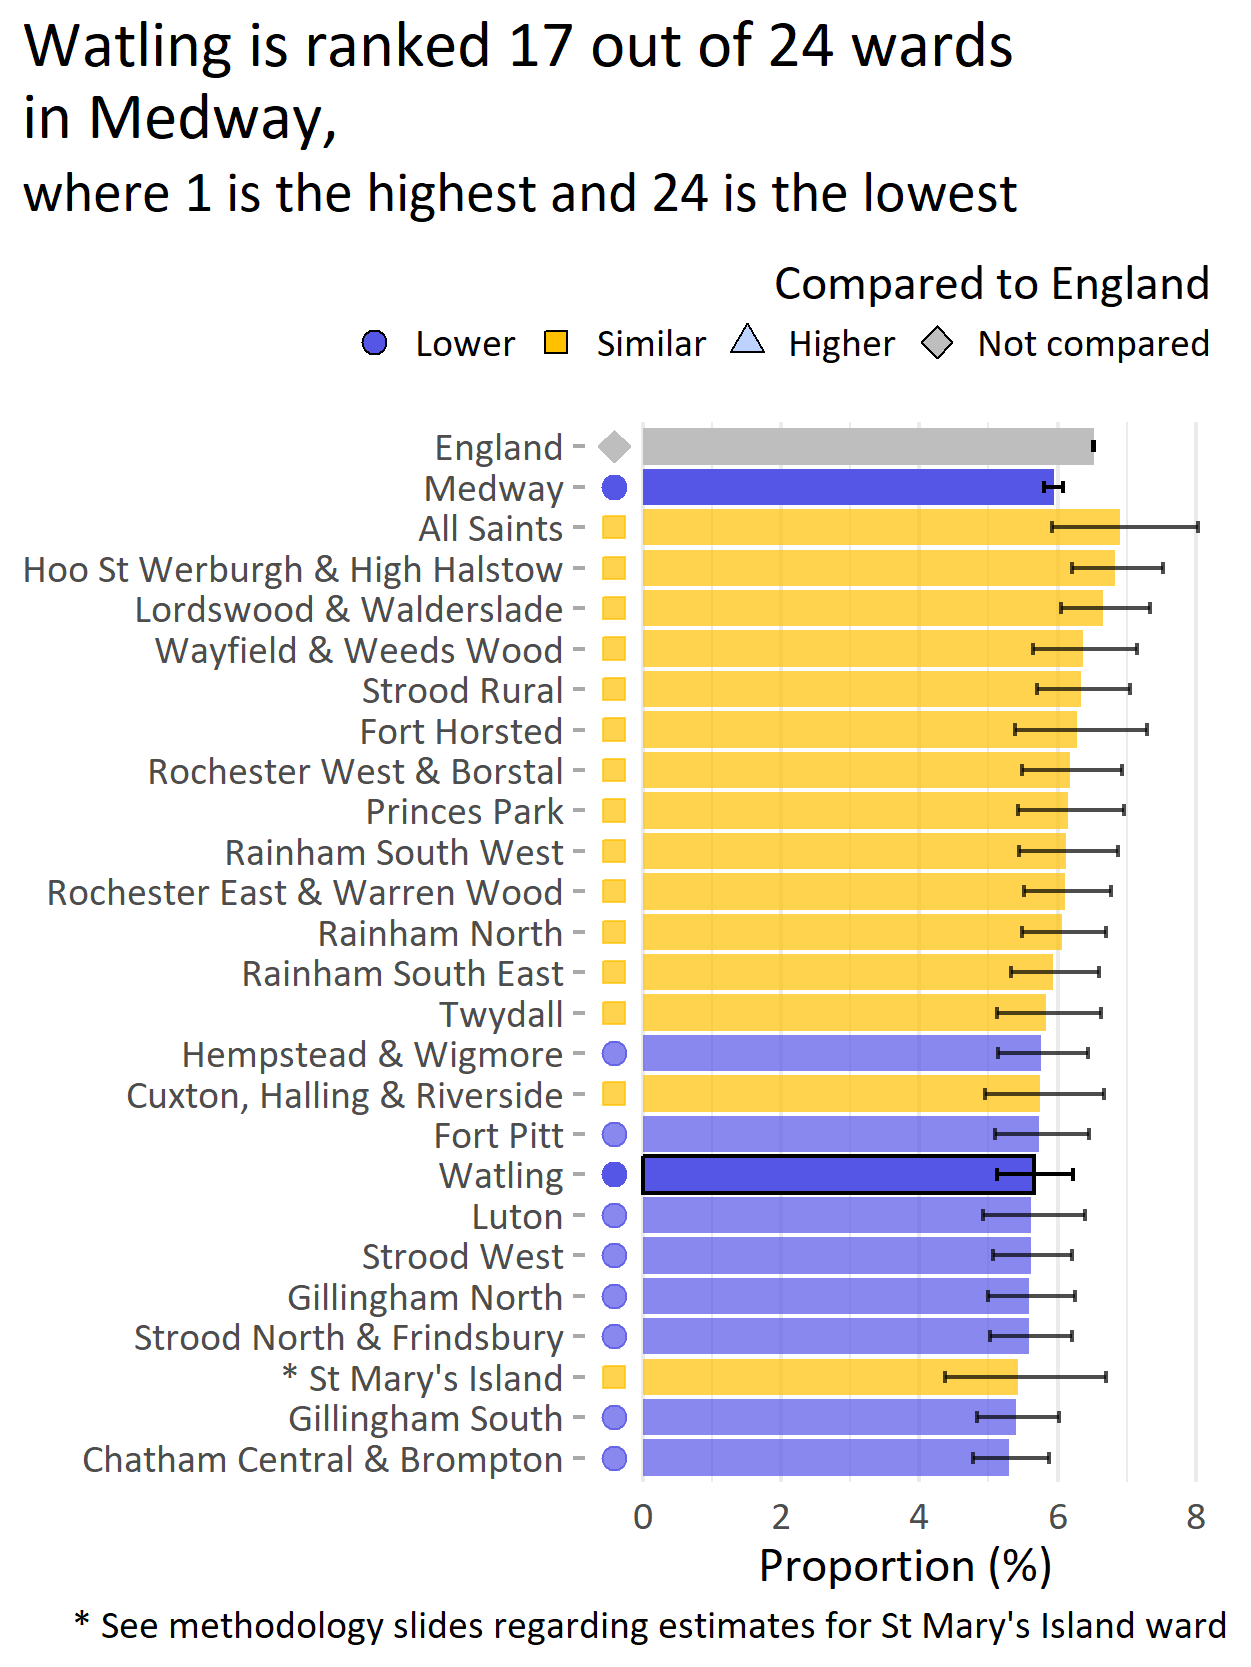 Watling is ranked 17 out of 24 wards
in Medway,
where 1 is the highest and 24 is the lowest
Compared to England
Lower Similar Higher Not compared
England
Medway
All Saints
Hoo St Werburgh & High Halstow
Lordswood & Walderslade
Wayfield & Weeds Wood
Strood Rural
Fort Horsted
Rochester West & Borstal
Princes Park
Rainham South West
Rochester East & Warren Wood
Rainham North
Rainham South East
Twydall
Hempstead & Wigmore
Cuxton, Halling & Riverside
Fort Pitt
Watling
Luton
Strood West
Gillingham North
Strood North & Frindsbury
* St Mary's Island
Gillingham South
Chatham Central & Brompton
0 2 4 6 8
Proportion (%)
* See methodology slides regarding estimates for St Mary's Island ward